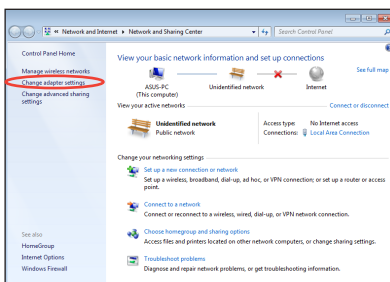 « Network and Internet ▸ Network and Sharing Center
Search Control Panel
Control Panel Home
Manage wireless networks
Change adapter settings
Change advanced sharing
settings
See also
HomeGroup
Internet Options
Windows Firewall
View your basic network information and set up connections
See full map
ASUS-PC
(This computer)
Unidentified network
Internet
View your active networks
Connect or disconnect
Unidentified network
Public network
Access type: No Internet access
Connections: Local Area Connection
Change your networking settings
Set up a new connection or network
Set up a wireless, broadband, dial-up, ad hoc, or VPN connection; or set up a router or access
point.
Connect to a network
Connect or reconnect to a wireless, wired, dial-up, or VPN network connection.
Choose homegroup and sharing options
Access files and printers located on other network computers, or change sharing settings.
Troubleshoot problems
Diagnose and repair network problems, or get troubleshooting information.